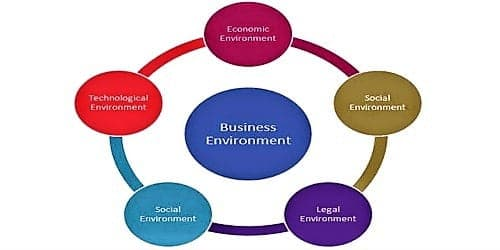 Economic
Environment
Technological
Environment
Social
Environment
Business
Environment
Social
Environment
Legal
Environment